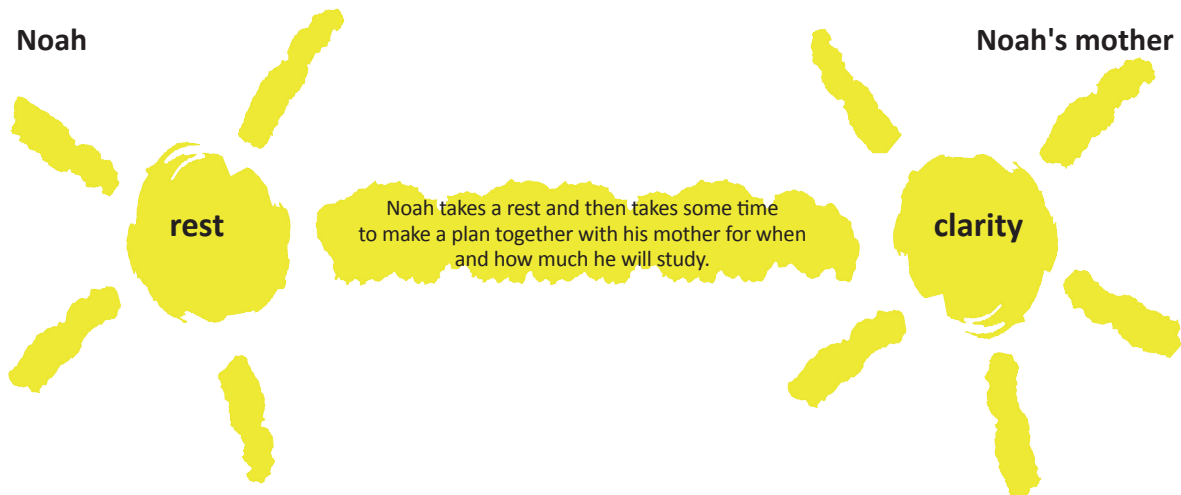 Noah
Noah's mother
rest
Noah takes a rest and then takes some time
to make a plan together with his mother for when
and how much he will study.
clarity